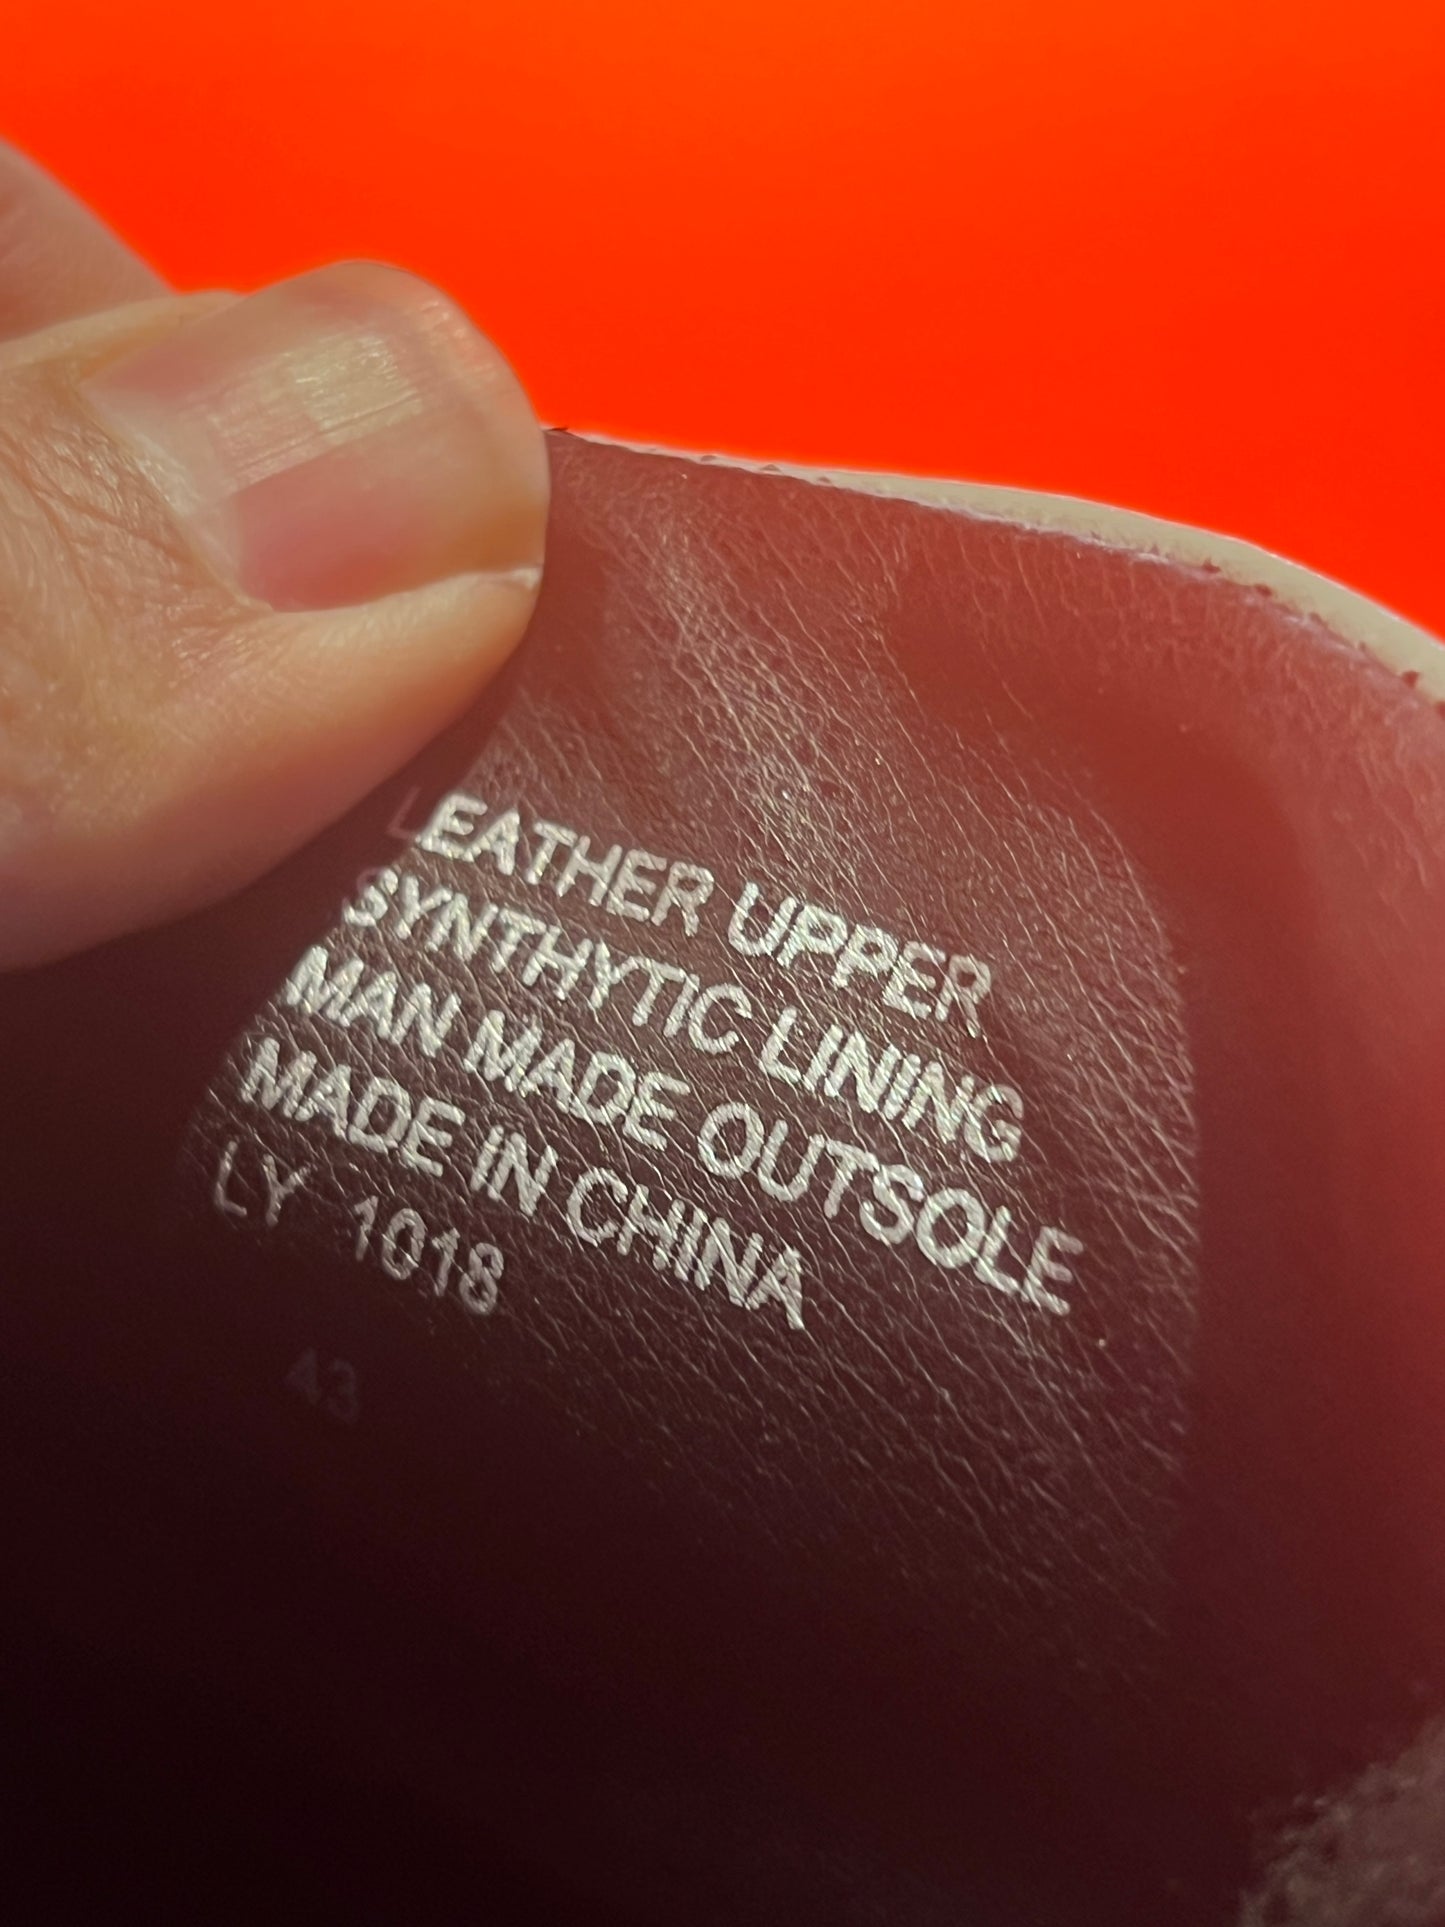 LEATHER UPPER
SYNTHYTIC LINING
MAN MADE OUTSOLE
MADE IN CHINA
LY 1018
43